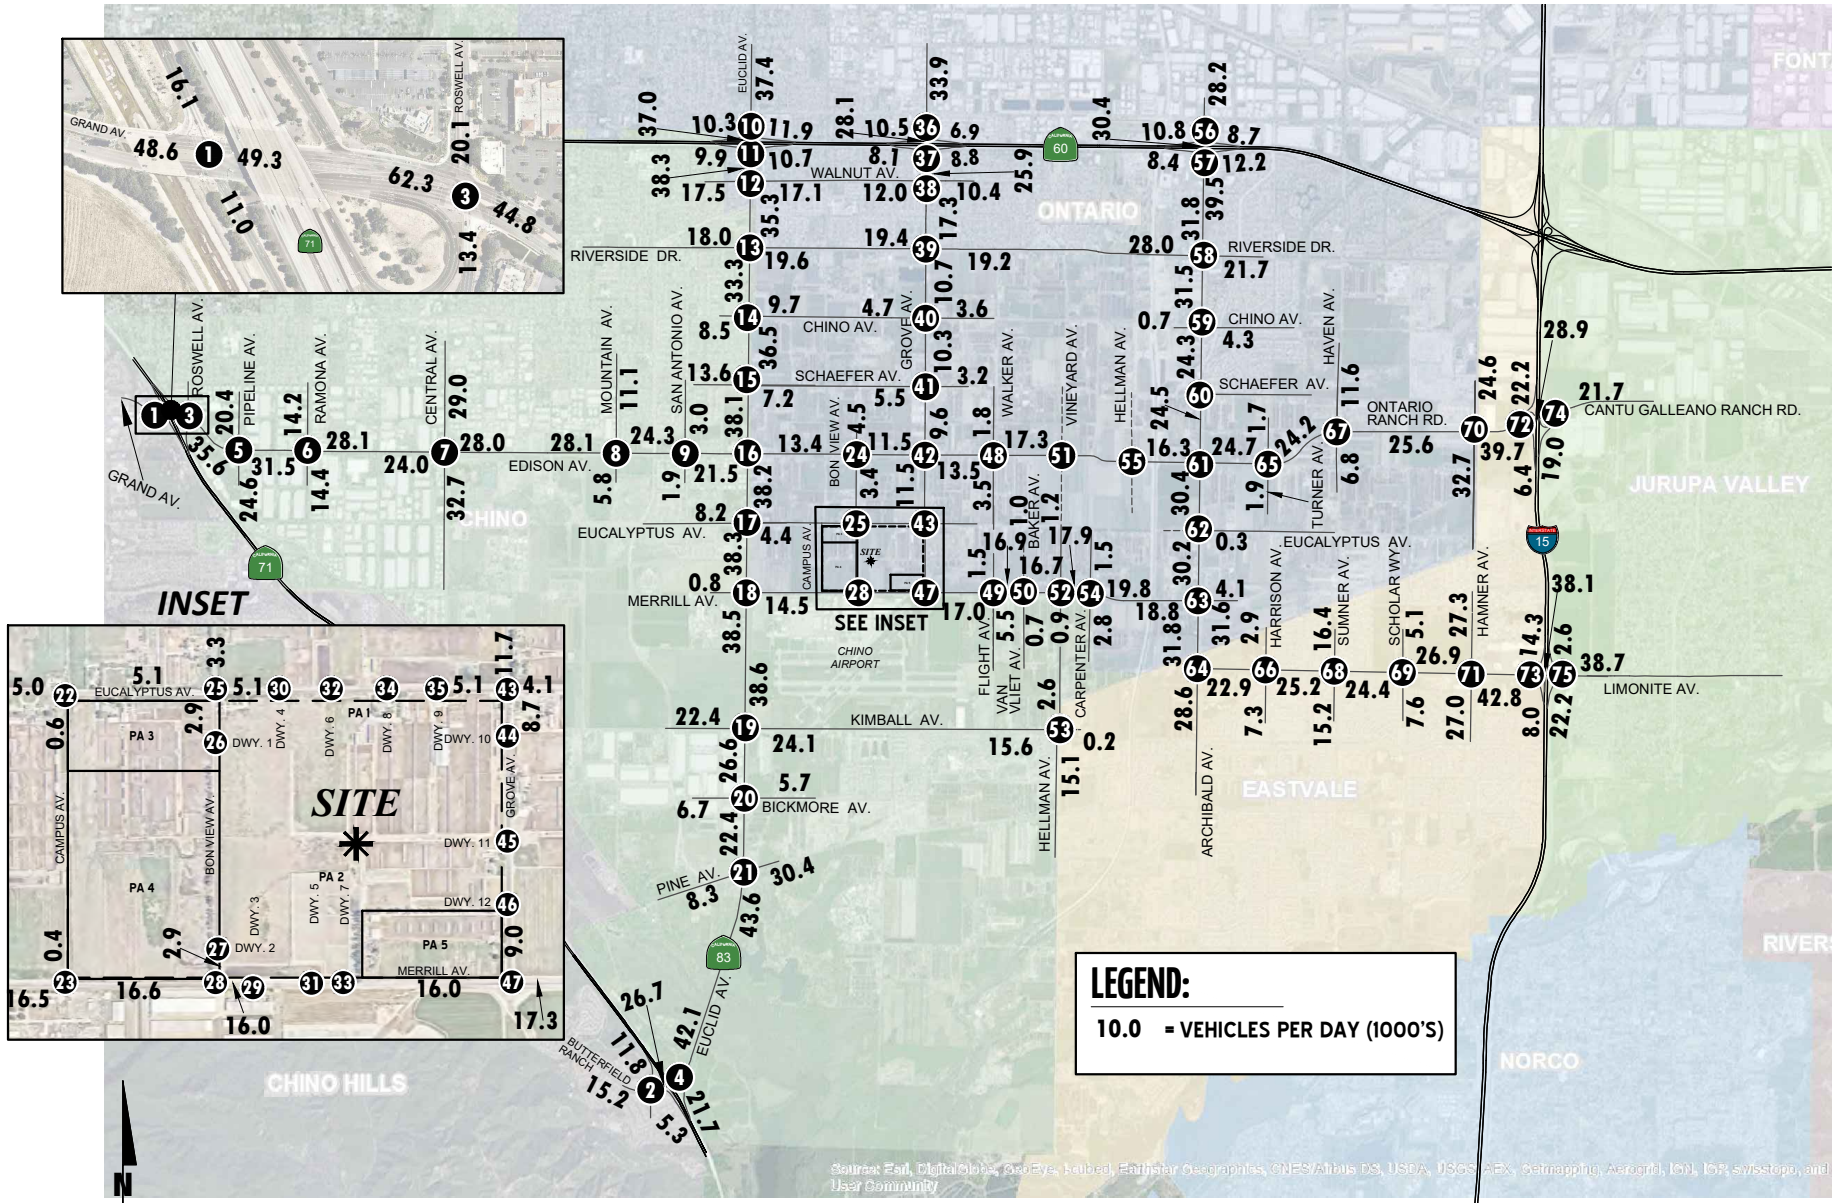 16.1
GRAND AV.
48.6
1
49.3
11.0
71
62.3
3
44.8
20.1
ROSWELL AV.
13.4
EUCLID AV.
37.4
37.0
10.3
10
11.9
9.9
11
10.7
38.3
17.5
12
17.1
WALNUT AV.
35.3
28.1
33.9
10.5
36
6.9
8.1
37
8.8
25.9
12.0
38
10.4
17.3
CALIFORNIA
60
30.4
28.2
10.8
56
8.7
8.4
57
12.2
39.5
31.8
ONTARIO
FONT
RIVERSIDE DR.
18.0
13
19.6
33.3
19.4
39
19.2
10.7
28.0
58
RIVERSIDE DR.
21.7
31.5
9.7
14
8.5
36.5
4.7
CHINO AV.
GROVE AV.
40
3.6
10.3
0.7
59
CHINO AV.
4.3
24.3
13.6
15
7.2
38.1
SCHAEFER AV.
5.5
41
3.2
9.6
24.5
60
SCHAEFER AV.
ROSWELL AV.
1
3
GRAND AV.
35.6
20.4
PIPELINE AV.
5
31.5
24.6
14.2
RAMONA AV.
6
28.1
14.4
CENTRAL AV.
29.0
24.0
7
28.0
32.7
EDISON AV.
28.1
MOUNTAIN AV.
11.1
8
5.8
24.3
SAN ANTONIO AV.
3.0
9
1.9
21.5
16
38.2
13.4
BON VIEW AV.
4.5
24
3.4
11.5
42
11.5
13.5
1.8
WALKER AV.
48
3.5
17.3
VINEYARD AV.
51
1.2
HELLMAN AV.
55
16.3
61
30.4
24.7
1.7
65
1.9
24.2
TURNER AV.
HAVEN AV.
11.6
67
6.8
ONTARIO
RANCH RD.
25.6
24.6
70
32.7
39.7
22.2
72
6.4
28.9
74
19.0
21.7
CANTU GALLEANO RANCH RD.
JURUPA VALLEY
CHINO
71
8.2
17
4.4
EUCALYPTUS AV.
38.3
CAMPUS AV.
25
43
SITE
28
47
SEE INSET
62
0.3
EUCALYPTUS AV.
30.2
INTERSTATE
15
0.8
18
14.5
MERRILL AV.
38.5
17.0
1.5
49
5.5
16.9
1.0
BAKER AV.
50
0.7
16.7
52
0.9
17.9
54
1.5
2.8
19.8
18.8
63
4.1
31.6
31.8
FLIGHT AV.
VAN
VLIET AV.
CARPENTER AV.
CHINO
AIRPORT
64
28.6
22.9
2.9
HARRISON AV.
66
7.3
25.2
16.4
SUMNER AV.
68
15.2
24.4
SCHOLAR WY.
5.1
69
7.6
26.9
27.3
HAMNER AV.
71
27.0
42.8
14.3
73
8.0
38.1
2.6
75
22.2
38.7
LIMONITE AV.
38.6
22.4
19
24.1
26.6
KIMBALL AV.
15.6
2.6
53
0.2
15.1
HELLMAN AV.
ARCHIBALD AV.
EASTVALE
5.7
20
6.7
BICKMORE AV.
22.4
PINE AV.
8.3
21
30.4
43.6
83
EUCLID AV.
42.1
26.7
11.8
BUTTERFIELD
RANCH
15.2
2
4
5.3
21.7
CHINO HILLS
NORCO
RIVERS
INSET
5.0
22
5.1
EUCALYPTUS AV.
3.3
25
5.1
30
32
34
35
5.1
11.7
43
4.1
8.7
0.6
PA 3
2.9
26
DWY. 1
DWY. 4
DWY. 6
PA 1
DWY. 8
DWY. 9
DWY. 10
44
GROVE AV.
SITE
CAMPUS AV.
BON VIEW AV.
DWY. 11
45
PA 4
PA 2
DWY. 3
DWY. 5
DWY. 7
DWY. 12
46
0.4
2.9
27
DWY. 2
PA 5
9.0
MERRILL AV.
23
16.5
16.6
28
29
16.0
31
33
16.0
47
17.3
LEGEND:
10.0 = VEHICLES PER DAY (1000'S)
N
Source: Esri, DigitalGlobe, GeoEye, i-cubed, Earthstar Geographics, CNES/Airbus DS, USDA, USGS, AEX, Getmapping, Aerogrid, IGN, IGP, swisstopo, and
User Community